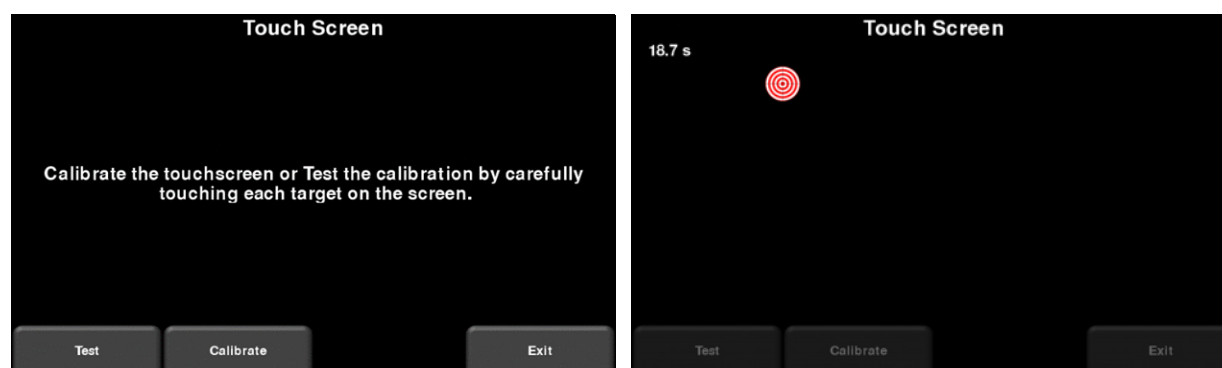 Touch Screen
Calibrate the touchscreen or Test the calibration by carefully
touching each target on the screen.
Test
Calibrate
Exit
Touch Screen
18.7 s
Test
Calibrate
Exit